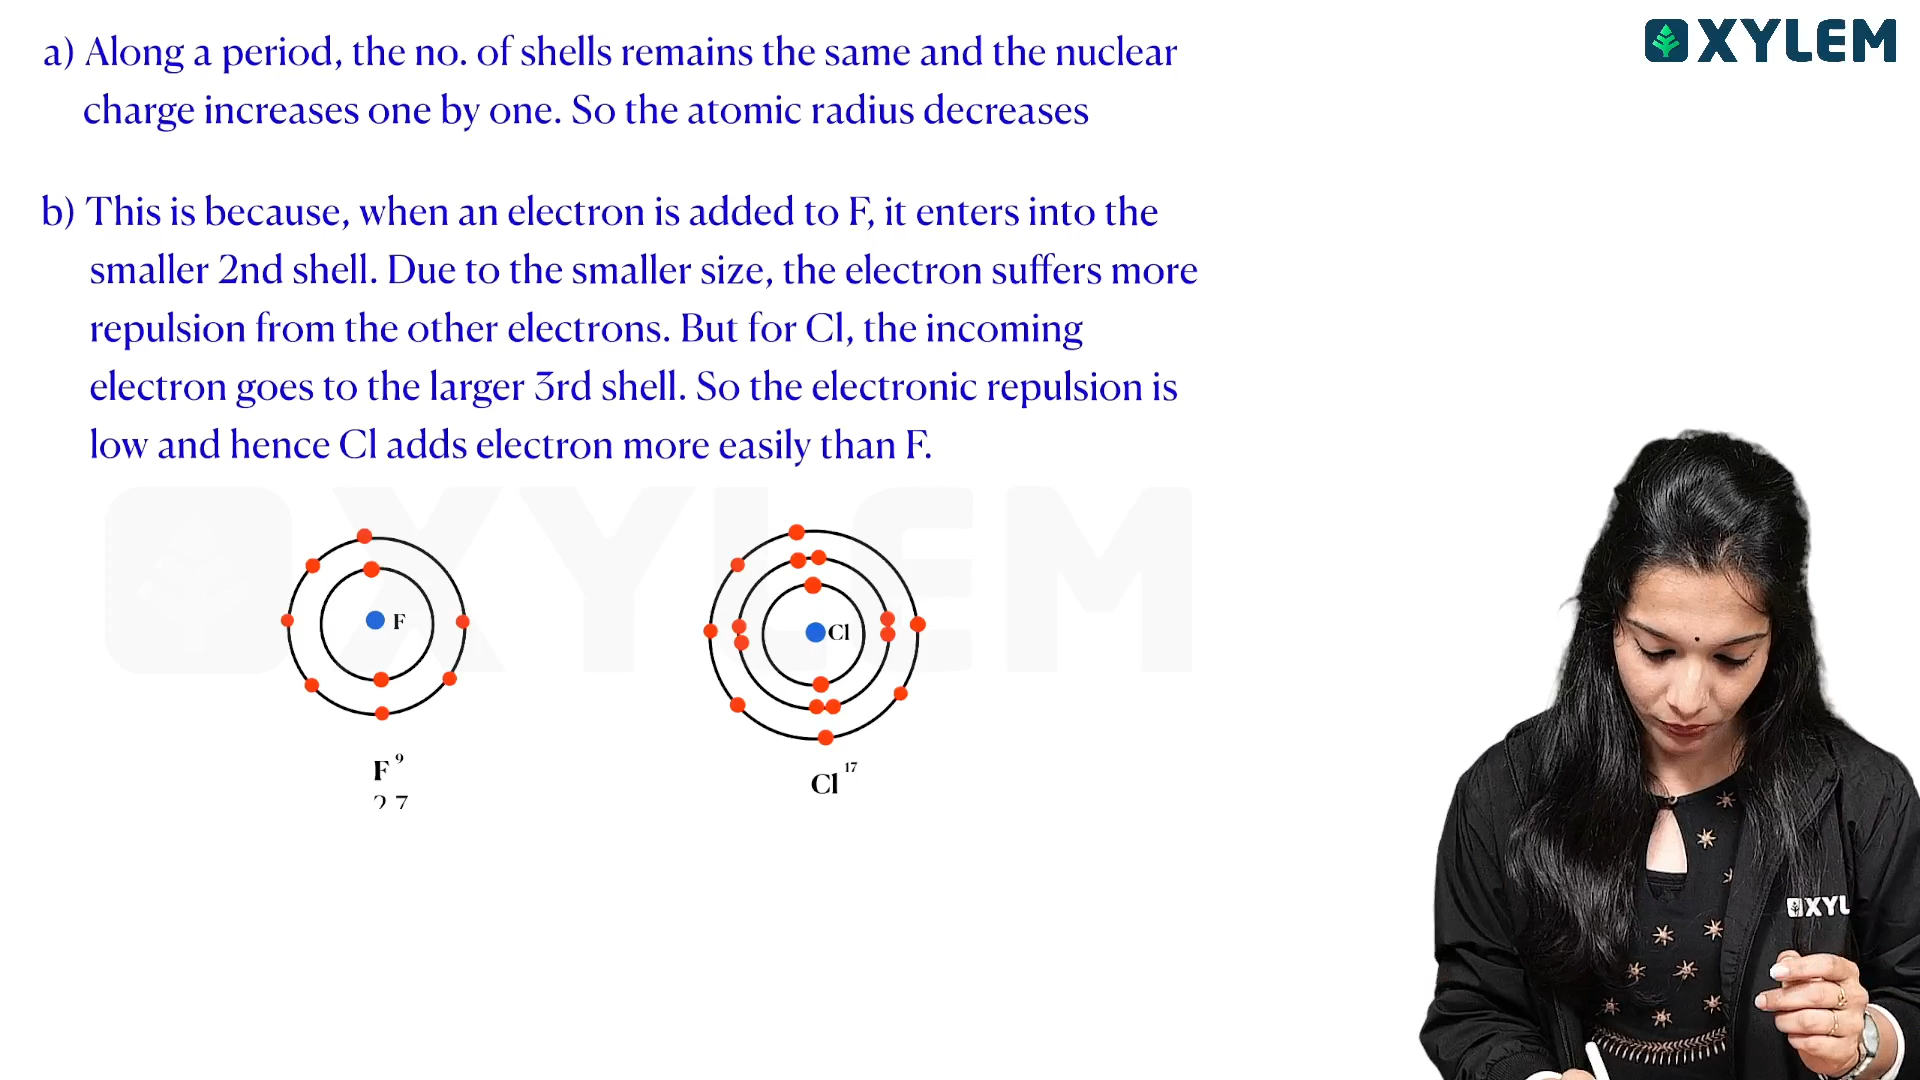 XYLEM
a) Along a period, the no. of shells remains the same and the nuclear
charge increases one by one. So the atomic radius decreases
b) This is because, when an electron is added to F, it enters into the
smaller 2nd shell. Due to the smaller size, the electron suffers more
repulsion from the other electrons. But for Cl, the incoming
electron goes to the larger 3rd shell. So the electronic repulsion is
low and hence Cl adds electron more easily than F.
XYLEM
F
Cl
F 9
2 7
Cl 17
XYL